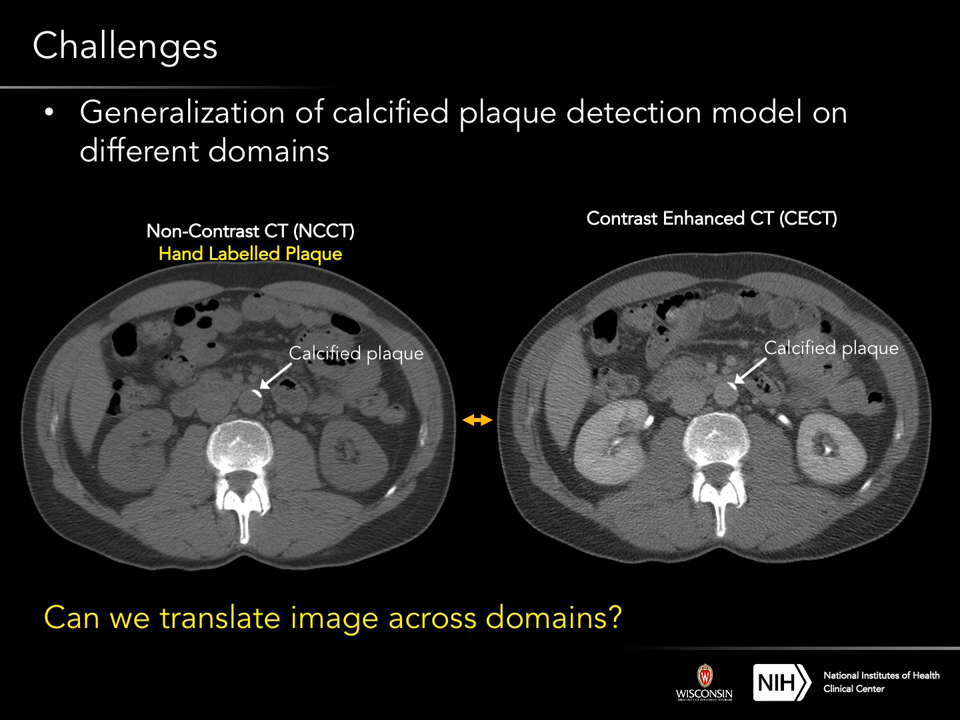 Challenges
• Generalization of calcified plaque detection model on
different domains
Non-Contrast CT (NCCT)
Hand Labelled Plaque
Contrast Enhanced CT (CECT)
Calcified plaque
Calcified plaque
Can we translate image across domains?
WISCONSIN
NIH
National Institutes of Health
Clinical Center